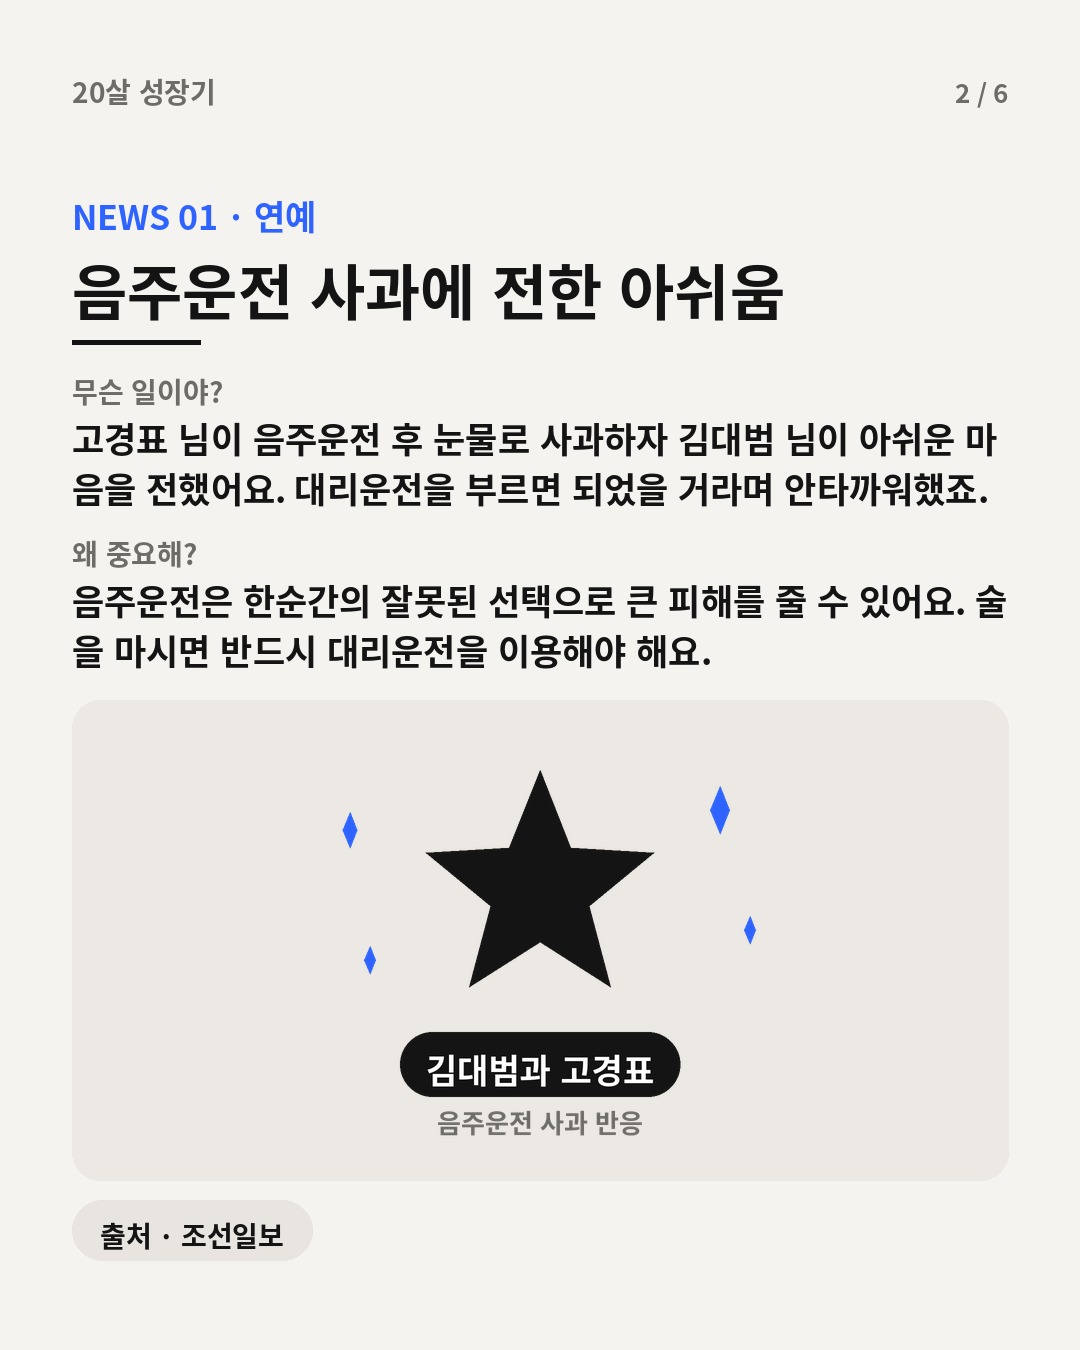 20살 성장기
2 / 6
NEWS 01 · 연예
음주운전 사과에 전한 아쉬움
무슨 일이야?
고경표 님이 음주운전 후 눈물로 사과하자 김대범 님이 아쉬운 마
음을 전했어요. 대리운전을 부르면 되었을 거라며 안타까워했죠.
왜 중요해?
음주운전은 한순간의 잘못된 선택으로 큰 피해를 줄 수 있어요. 술
을 마시면 반드시 대리운전을 이용해야 해요.
김대범과 고경표
음주운전 사과 반응
출처 · 조선일보